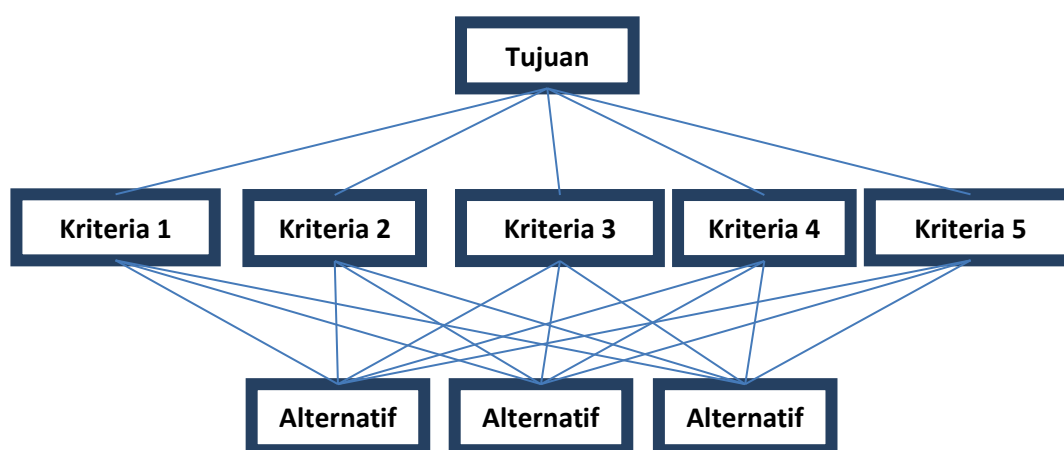 Tujuan
Kriteria 1
Kriteria 2
Kriteria 3
Kriteria 4
Kriteria 5
Alternatif
Alternatif
Alternatif